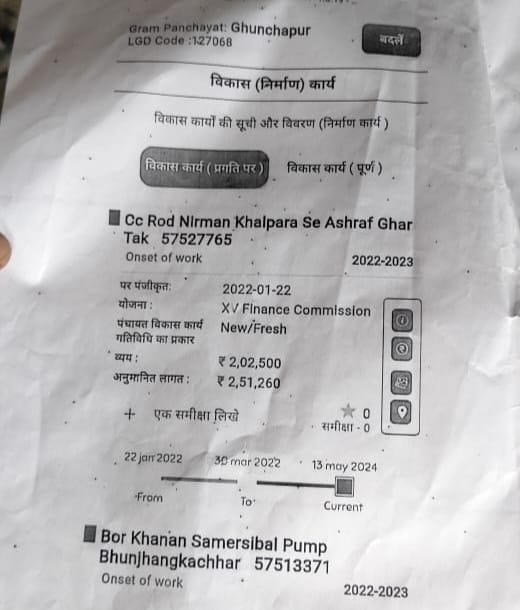 Gram Panchayat: Ghunchapur
LGD Code :127068
बदलें
विकास (निर्माण) कार्य
विकास कार्यो की सूची और विवरण (निर्माण कार्य )
विकास कार्य ( प्रगति पर )
विकास कार्य ( पूर्ण )
Cc Rod Nirman Khalpara Se Ashraf Ghar
Tak 57527765
Onset of work
2022-2023
पर पंजीकृत: 2022-01-22
योजना : XV Finance Commission
पंचायत विकास कार्य New/Fresh
गतिविधि का प्रकार
व्यय : ₹ 2,02,500
अनुमानित लागत : ₹ 2,51,260
+ एक समीक्षा लिखे
0
समीक्षा - 0
22 jan 2022 30 mar 2022 13 may 2024
From To Current
Bor Khanan Samersibal Pump
Bhunjhangkachhar 57513371
Onset of work
2022-2023